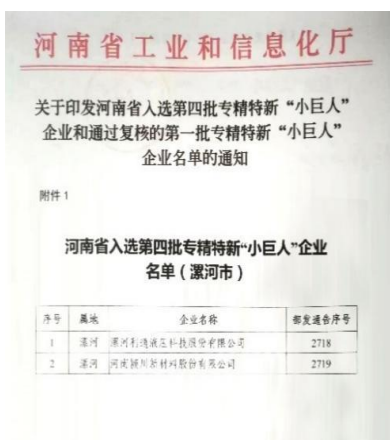 河南省工业和信息化厅
关于印发河南省入选第四批专精特新“小巨人”
企业和通过复核的第一批专精特新“小巨人”
企业名单的通知
附件1
河南省入选第四批专精特新“小巨人”企业
名单（漯河市）
序号 属地 企业名称 部发通告序号
1 漯河 漯河利通液压科技股份有限公司 2718
2 漯河 河南颍川新材料股份有限公司 2719